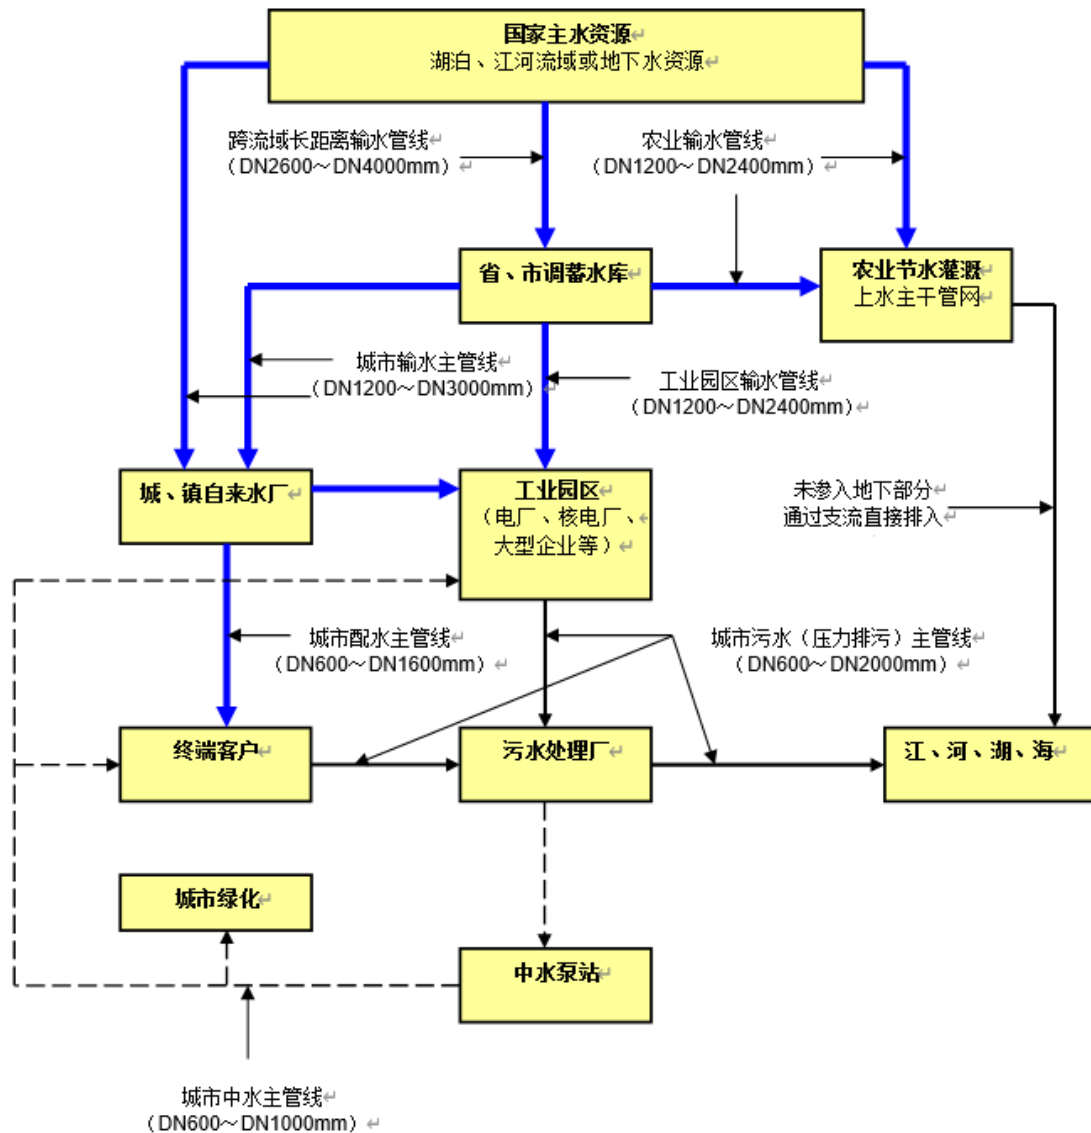 国家主水资源
湖泊、江河流域或地下水资源
跨流域长距离输水管线
（DN2600～DN4000mm）
农业输水管线
（DN1200～DN2400mm）
省、市调蓄水库
农业节水灌溉
上水主干管网
城市输水主管线
（DN1200～DN3000mm）
工业园区输水管线
（DN1200～DN2400mm）
城、镇自来水厂
工业园区
（电厂、核电厂、
大型企业等）
未渗入地下部分
通过支流直接排入
城市配水主管线
（DN600～DN1600mm）
城市污水（压力排污）主管线
（DN600～DN2000mm）
终端客户
污水处理厂
江、河、湖、海
城市绿化
中水泵站
城市中水主管线
（DN600～DN1000mm）